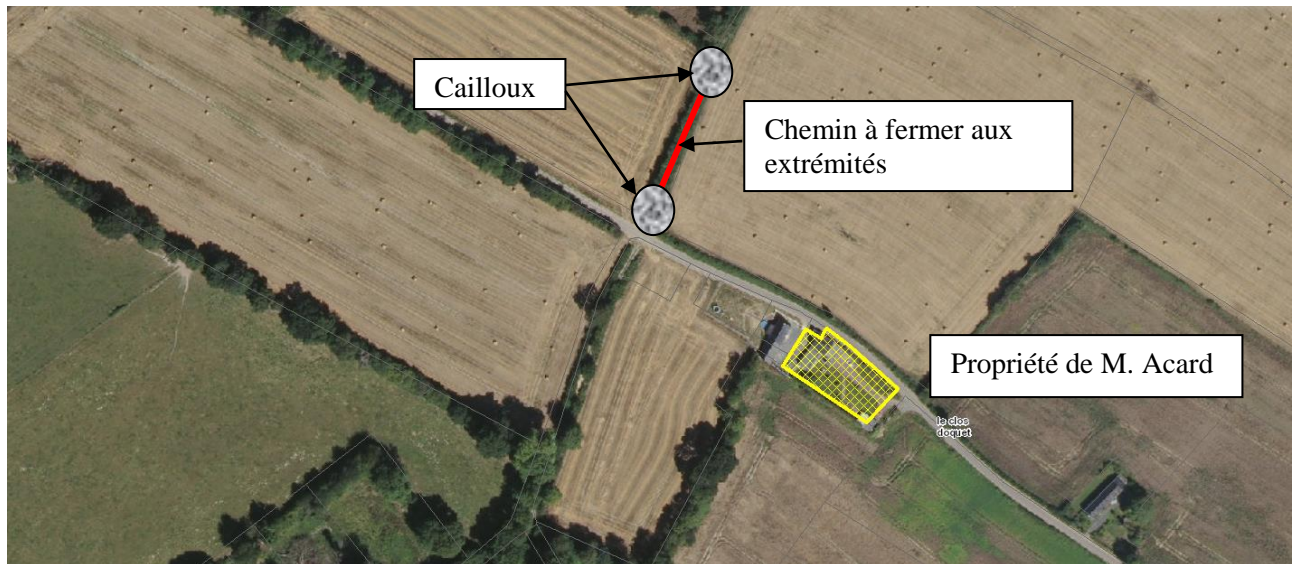 Cailloux
Chemin à fermer aux
extrémités
Propriété de M. Acard
le clos
doquet